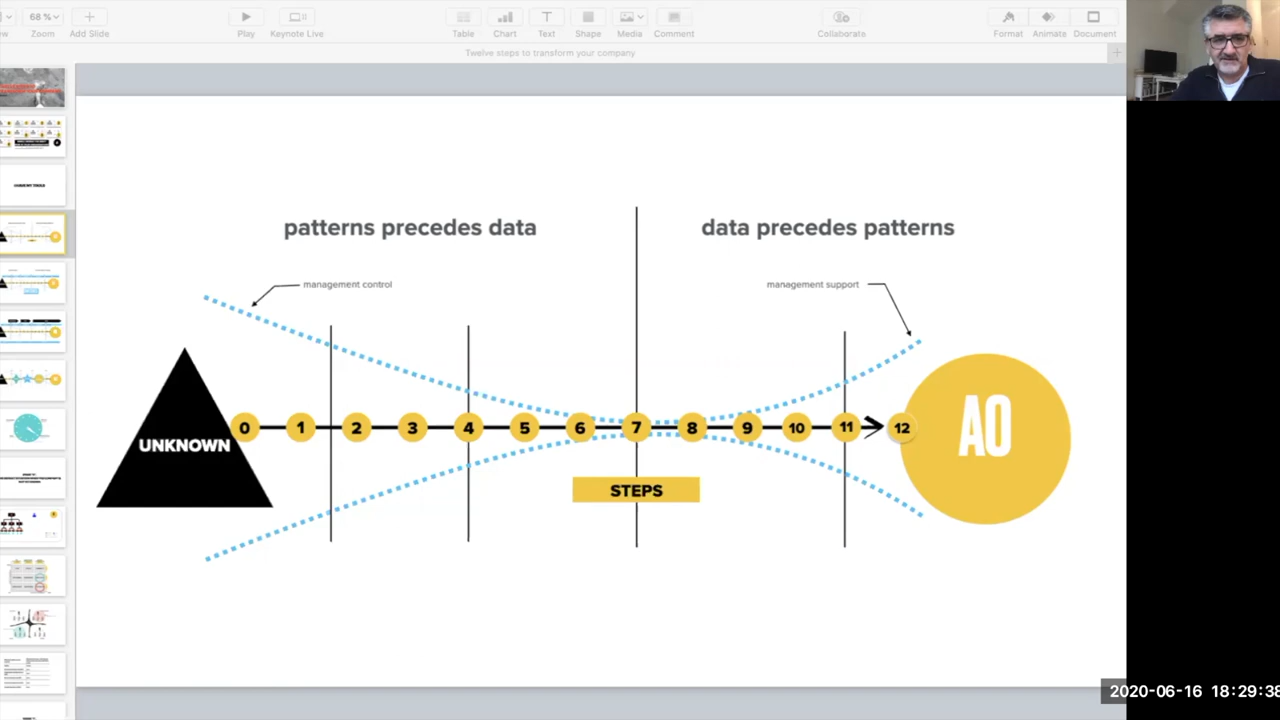 68 %
Zoom
Add Slide
Play
Keynote Live
Table
Chart
Text
Shape
Media
Comment
Collaborate
Format
Animate
Document
Twelve steps to transform your company
patterns precedes data
data precedes patterns
management control
management support
UNKNOWN
0 1 2 3 4 5 6 7 8 9 10 11 12
AO
STEPS
2020-06-16 18:29:38